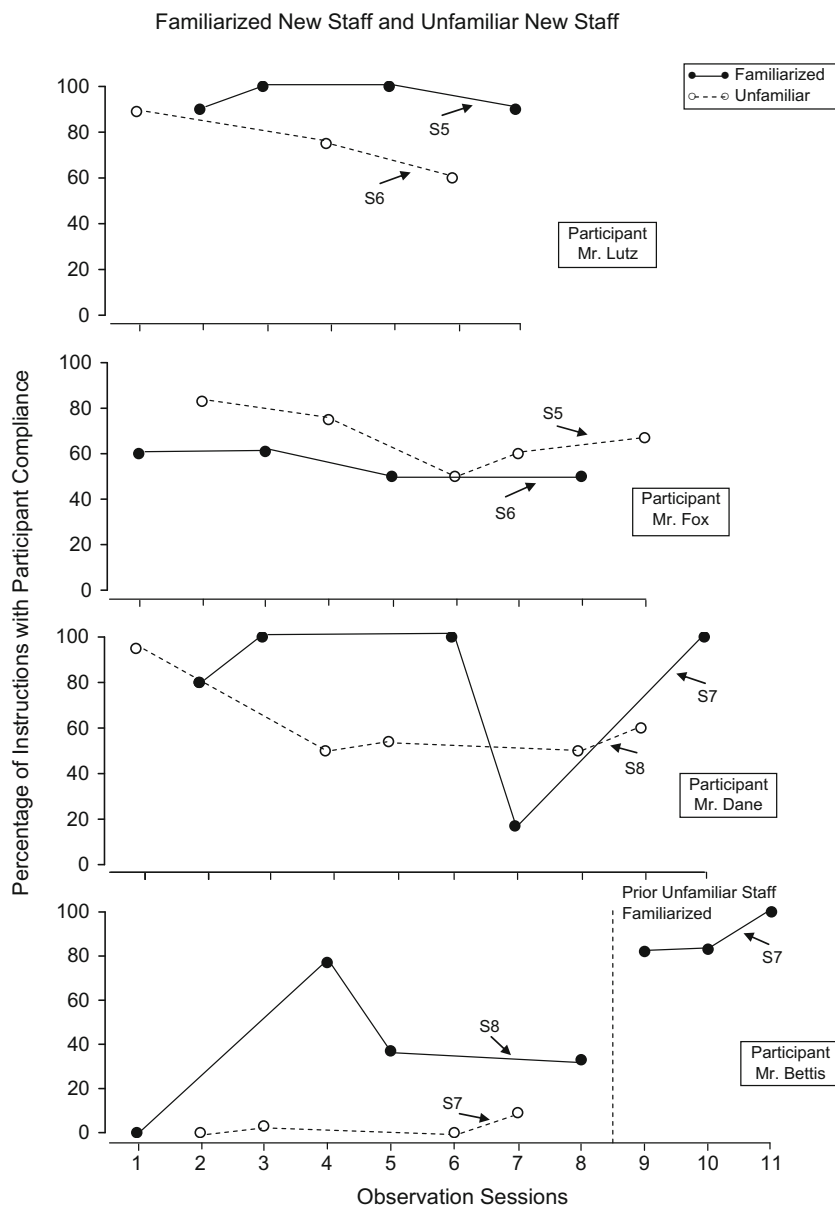 Familiarized New Staff and Unfamiliar New Staff
Familiarized
Unfamiliar
Percentage of Instructions with Participant Compliance
100
80
60
40
20
0
S5
S6
Participant
Mr. Lutz
100
80
60
40
20
0
S5
S6
Participant
Mr. Fox
100
80
60
40
20
0
S7
S8
Participant
Mr. Dane
100
80
60
40
20
0
Prior Unfamiliar Staff
Familiarized
S7
S8
S7
Participant
Mr. Bettis
1 2 3 4 5 6 7 8 9 10 11
Observation Sessions